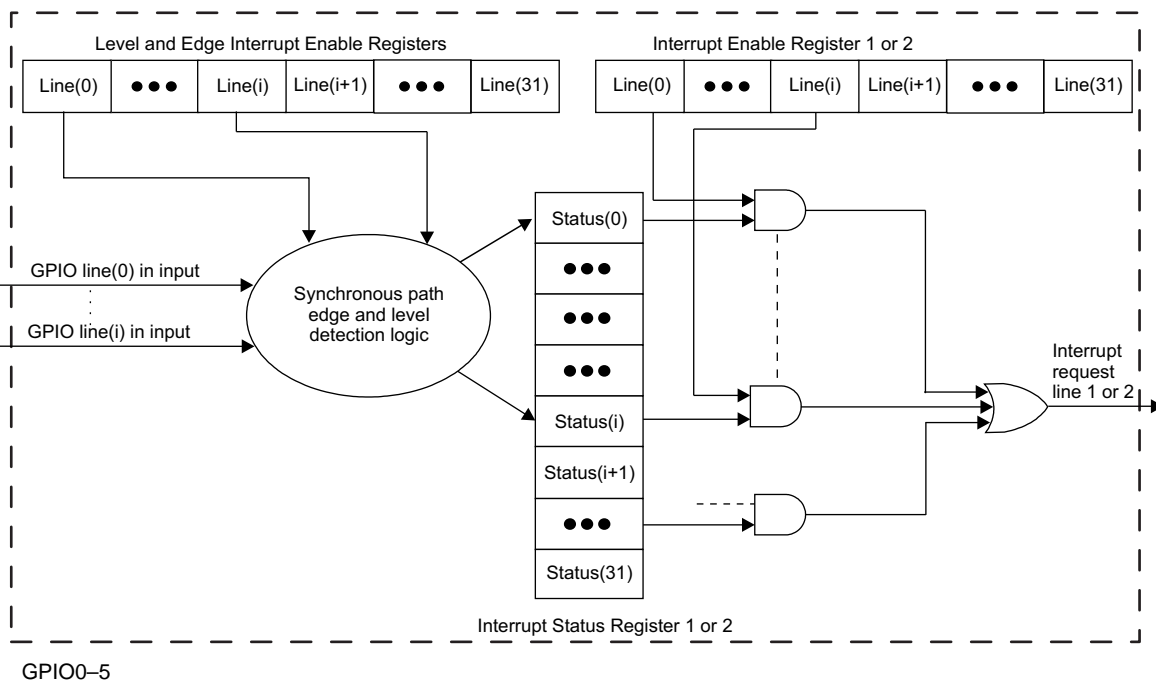 Level and Edge Interrupt Enable Registers
Line(0) ●●● Line(i) Line(i+1) ●●● Line(31)
Interrupt Enable Register 1 or 2
Line(0) ●●● Line(i) Line(i+1) ●●● Line(31)
GPIO line(0) in input
GPIO line(i) in input
Synchronous path
edge and level
detection logic
Status(0)
●●●
●●●
●●●
Status(i)
Status(i+1)
●●●
Status(31)
Interrupt
request
line 1 or 2
Interrupt Status Register 1 or 2
GPIO0–5